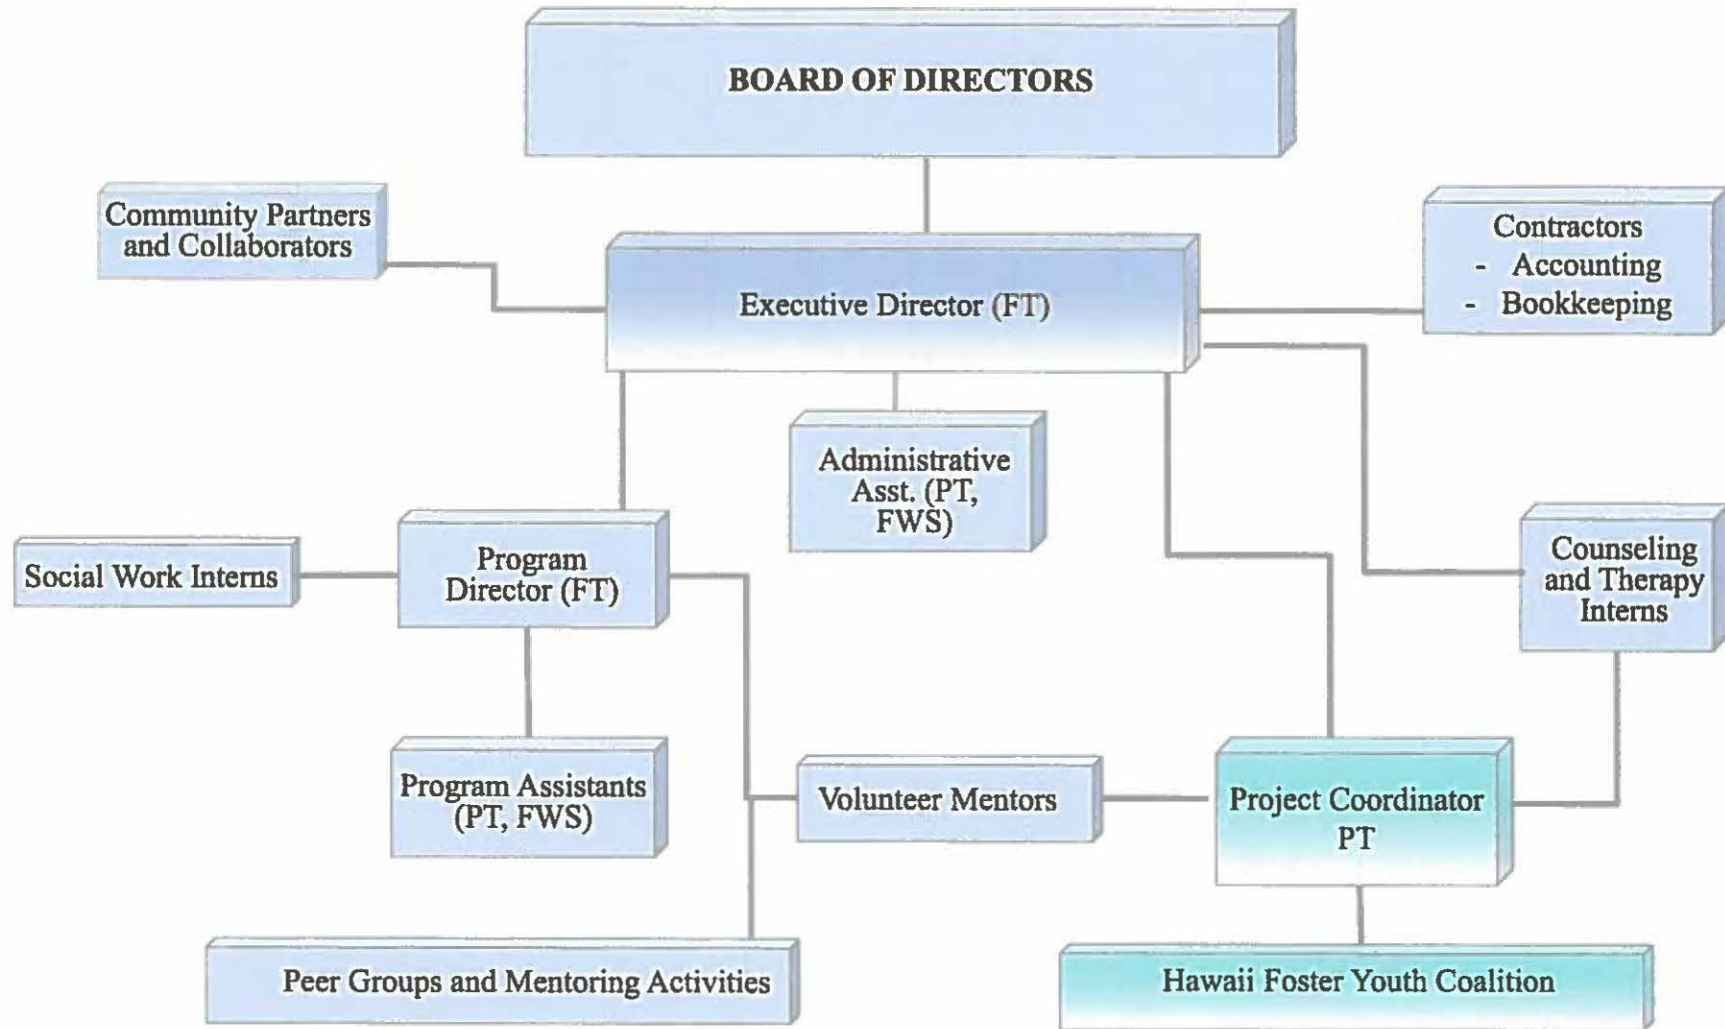 BOARD OF DIRECTORS
Community Partners
and Collaborators
Contractors
- Accounting
- Bookkeeping
Executive Director (FT)
Administrative
Asst. (PT,
FWS)
Social Work Interns
Program
Director (FT)
Counseling
and Therapy
Interns
Program Assistants
(PT, FWS)
Volunteer Mentors
Project Coordinator
PT
Peer Groups and Mentoring Activities
Hawaii Foster Youth Coalition